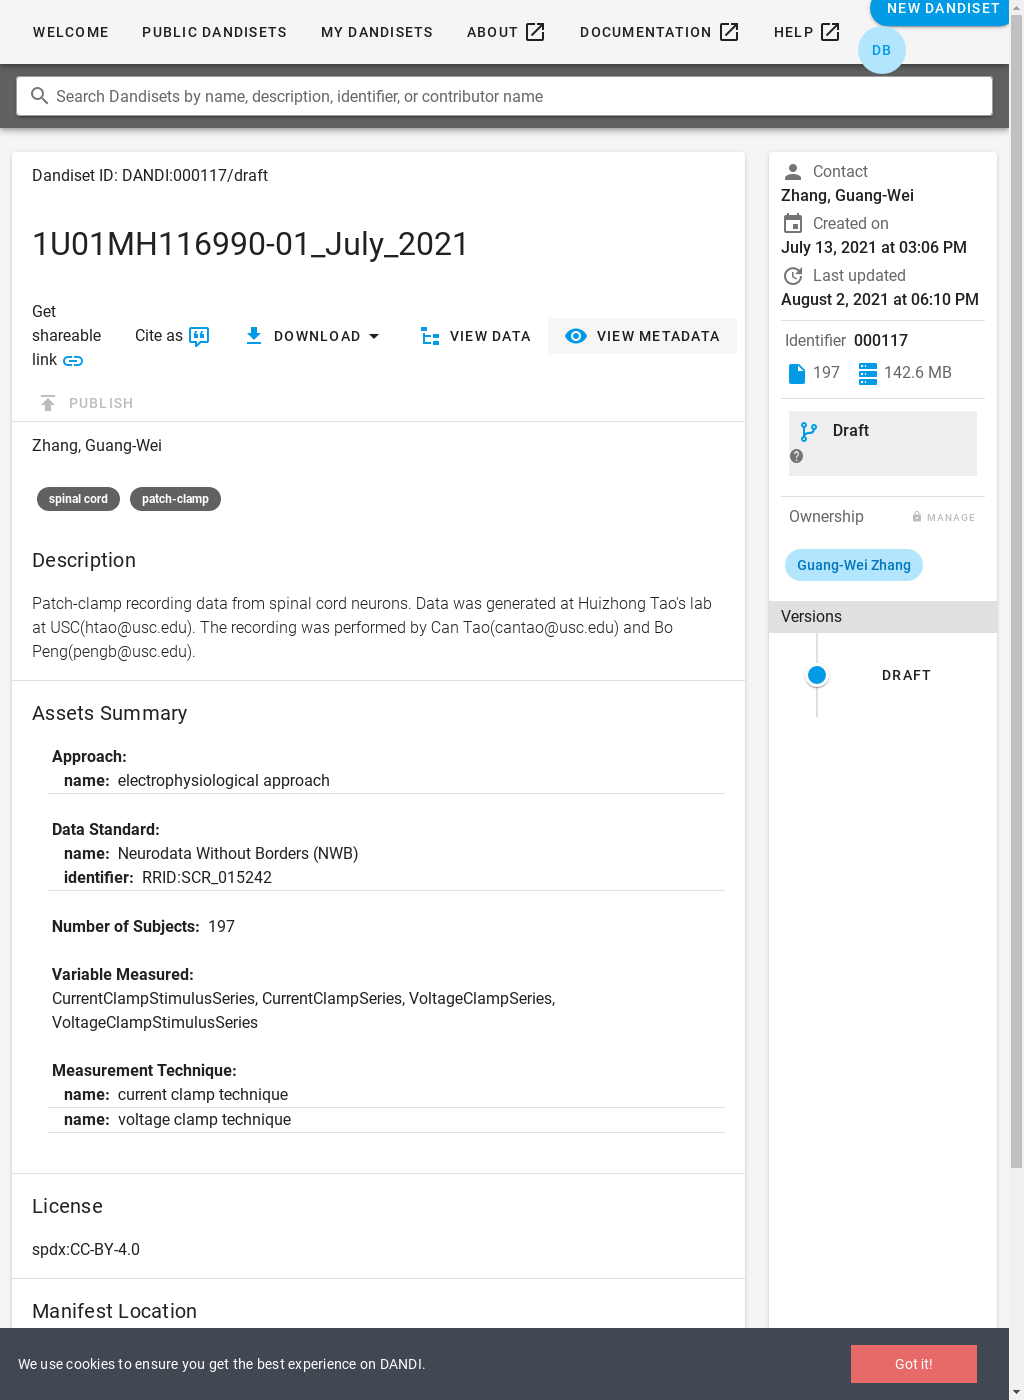 WELCOME PUBLIC DANDISETS MY DANDISETS ABOUT DOCUMENTATION HELP NEW DANDISET
DB
Search Dandisets by name, description, identifier, or contributor name
Dandiset ID: DANDI:000117/draft
1U01MH116990-01_July_2021
Get shareable link
Cite as
DOWNLOAD
VIEW DATA
VIEW METADATA
PUBLISH
Zhang, Guang-Wei
spinal cord patch-clamp
Description
Patch-clamp recording data from spinal cord neurons. Data was generated at Huizhong Tao's lab
at USC(htao@usc.edu). The recording was performed by Can Tao(cantao@usc.edu) and Bo
Peng(pengb@usc.edu).
Assets Summary
Approach:
name: electrophysiological approach
Data Standard:
name: Neurodata Without Borders (NWB)
identifier: RRID:SCR_015242
Number of Subjects: 197
Variable Measured:
CurrentClampStimulusSeries, CurrentClampSeries, VoltageClampSeries,
VoltageClampStimulusSeries
Measurement Technique:
name: current clamp technique
name: voltage clamp technique
License
spdx:CC-BY-4.0
Manifest Location
Contact
Zhang, Guang-Wei
Created on
July 13, 2021 at 03:06 PM
Last updated
August 2, 2021 at 06:10 PM
Identifier 000117
197 142.6 MB
Draft
Ownership MANAGE
Guang-Wei Zhang
Versions
DRAFT
We use cookies to ensure you get the best experience on DANDI. Got it!